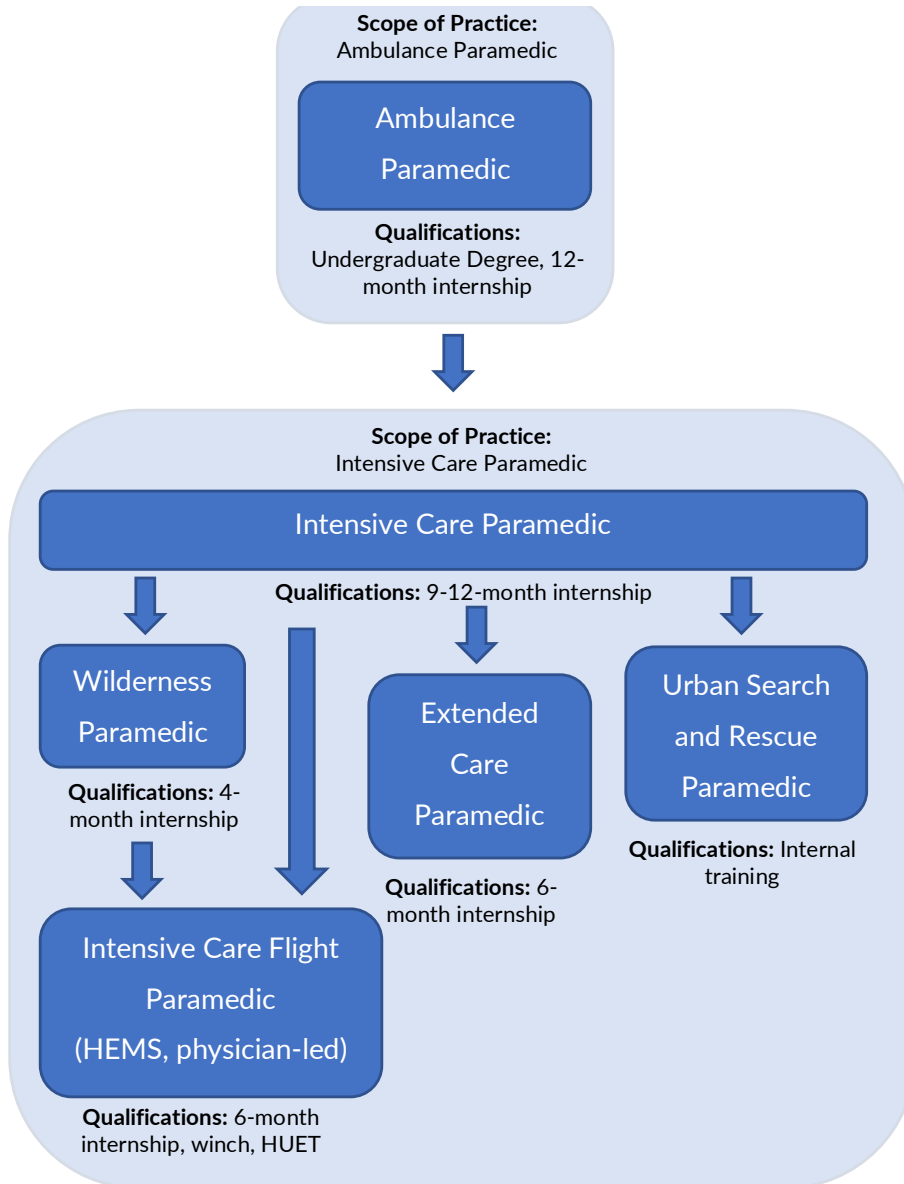 Scope of Practice:
Ambulance Paramedic
Ambulance
Paramedic
Qualifications:
Undergraduate Degree, 12-
month internship
Scope of Practice:
Intensive Care Paramedic
Intensive Care Paramedic
Qualifications: 9-12-month internship
Wilderness
Paramedic
Qualifications: 4-
month internship
Extended
Care
Paramedic
Qualifications: 6-
month internship
Urban Search
and Rescue
Paramedic
Qualifications: Internal
training
Intensive Care Flight
Paramedic
(HEMS, physician-led)
Qualifications: 6-month
internship, winch, HUET